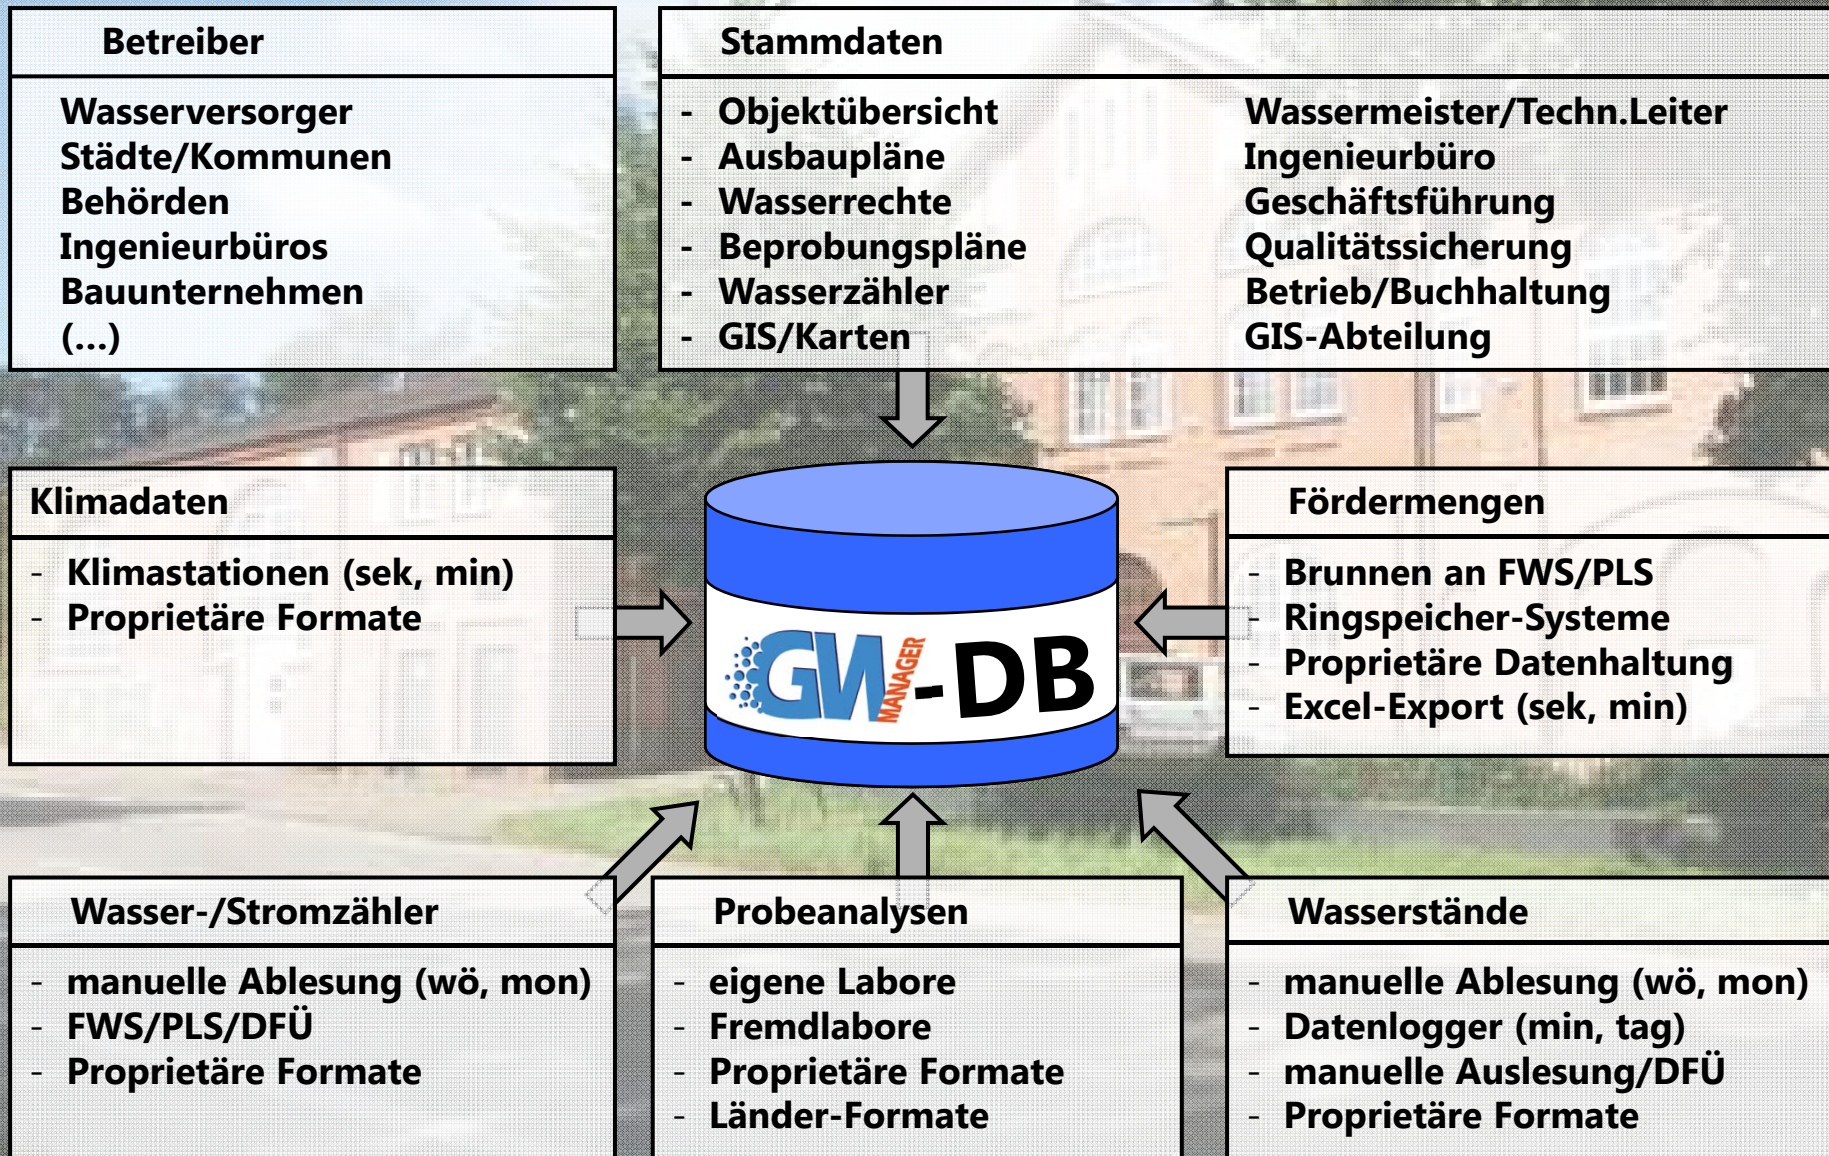 Betreiber
Wasserversorger
Städte/Kommunen
Behörden
Ingenieurbüros
Bauunternehmen
(...)
Stammdaten
- Objektübersicht Wassermeister/Techn.Leiter
- Ausbaupläne Ingenieurbüro
- Wasserrechte Geschäftsführung
- Beprobungspläne Qualitätssicherung
- Wasserzähler Betrieb/Buchhaltung
- GIS/Karten GIS-Abteilung
Klimadaten
- Klimastationen (sek, min)
- Proprietäre Formate
GW MANAGER -DB
Fördermengen
- Brunnen an FWS/PLS
- Ringspeicher-Systeme
- Proprietäre Datenhaltung
- Excel-Export (sek, min)
Wasser-/Stromzähler
- manuelle Ablesung (wö, mon)
- FWS/PLS/DFÜ
- Proprietäre Formate
Probeanalysen
- eigene Labore
- Fremdlabore
- Proprietäre Formate
- Länder-Formate
Wasserstände
- manuelle Ablesung (wö, mon)
- Datenlogger (min, tag)
- manuelle Auslesung/DFÜ
- Proprietäre Formate